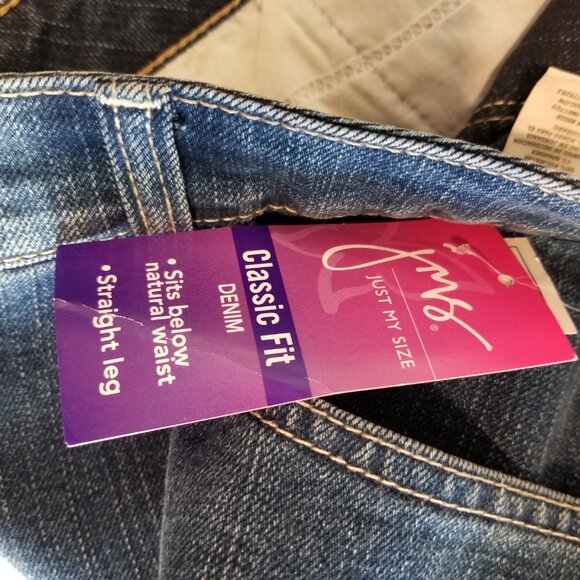 jms®
JUST MY SIZE
Classic Fit
DENIM
• Sits below
natural waist
• Straight leg